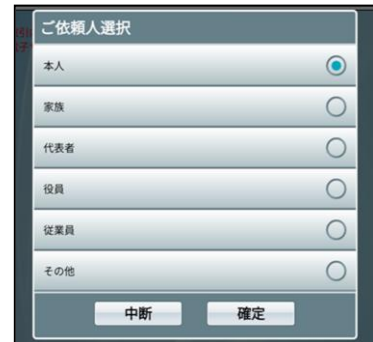 ご依頼人選択
本人
家族
代表者
役員
従業員
その他
中断
確定